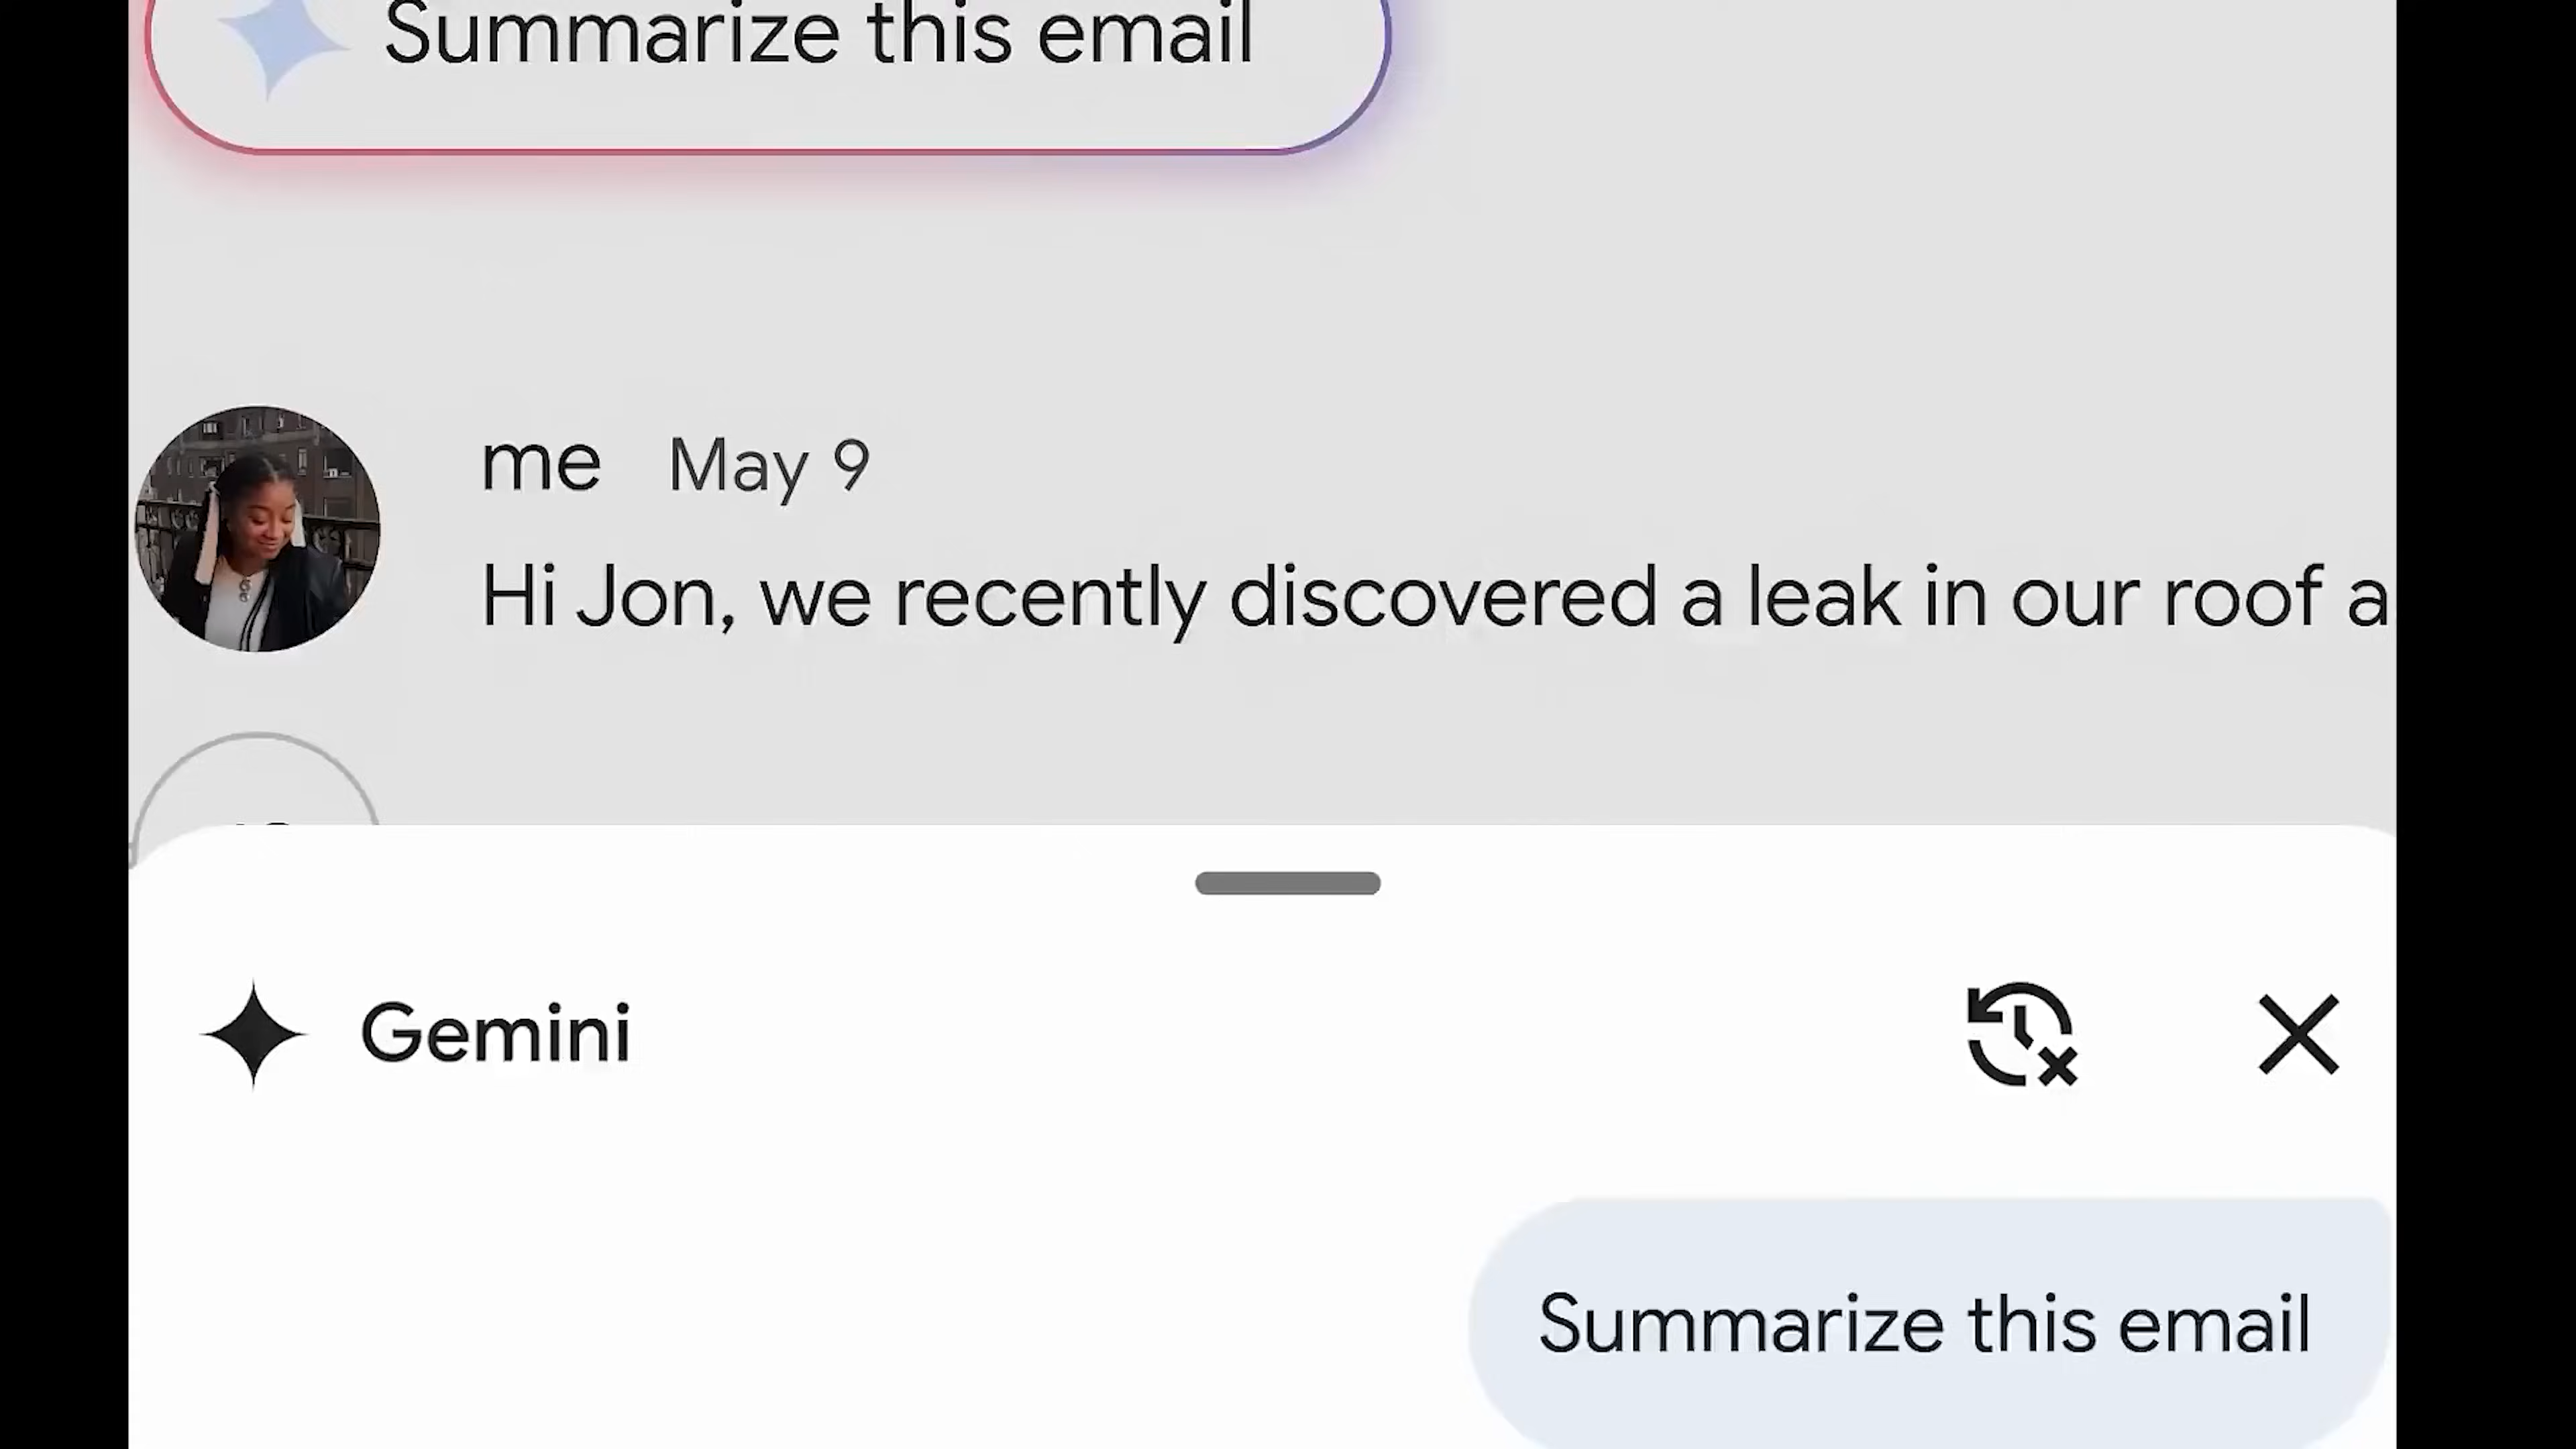 Summarize this email
me May 9
Hi Jon, we recently discovered a leak in our roof a
Gemini
Summarize this email